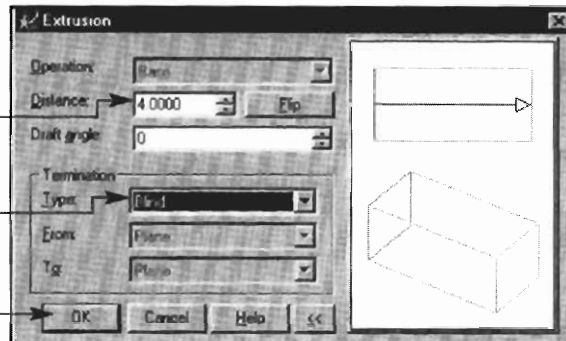 Extrusion
Operation: Base
Distance: 4.0000 Flip
Draft angle: 0
Termination
Type: Blind
From: Plane
To: Plane
OK Cancel Help <<